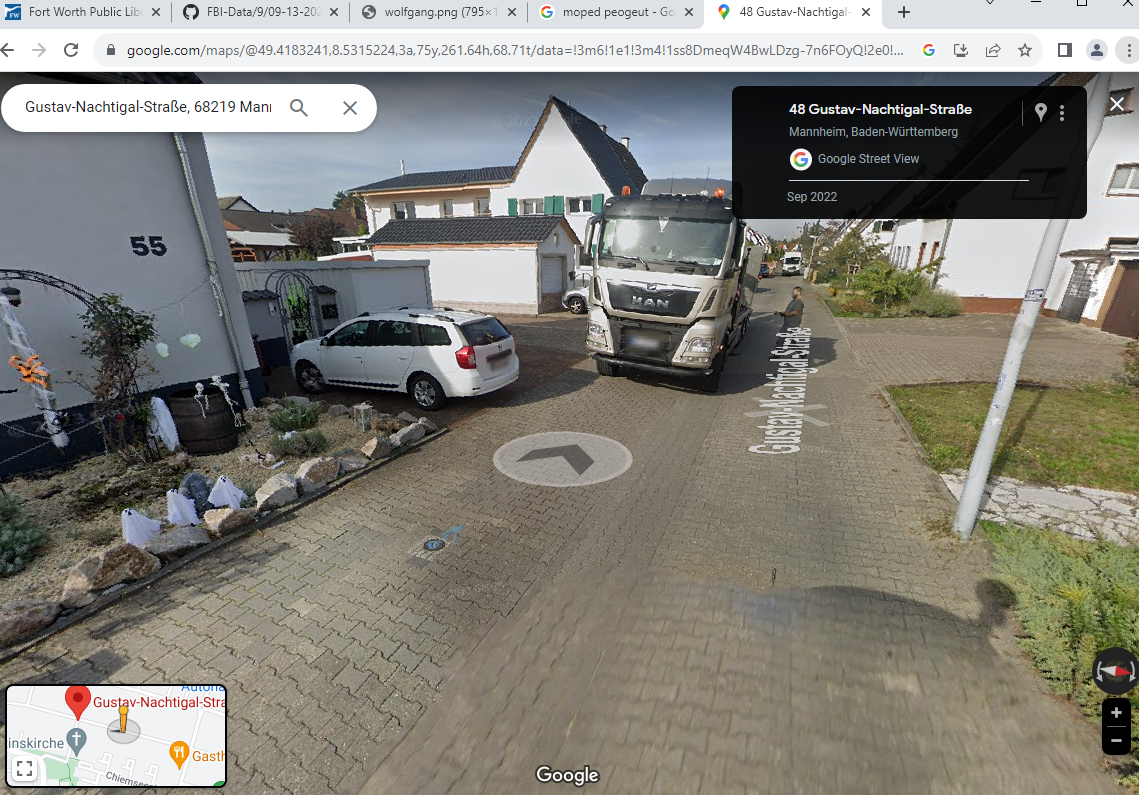 Fort Worth Public Libr
FBI-Data/9/09-13-202
wolfgang.png (795×1
moped peogeut - Go
48 Gustav-Nachtigal-
google.com/maps/@49.4183241,8.5315224,3a,75y,261.64h,68.71t/data=!3m6!1e1!3m4!1ss8DmeqW4BwLDzg-7n6FOyQ!2e0!...
Gustav-Nachtigal-Straße, 68219 Mann
48 Gustav-Nachtigal-Straße
Mannheim, Baden-Württemberg
Google Street View
Sep 2022
55
MAN
Gustav-Nachtigal-Straße
Autoha
Gustav-Nachtigal-Stra
inskirche
Gasth
Chiemsee
Google